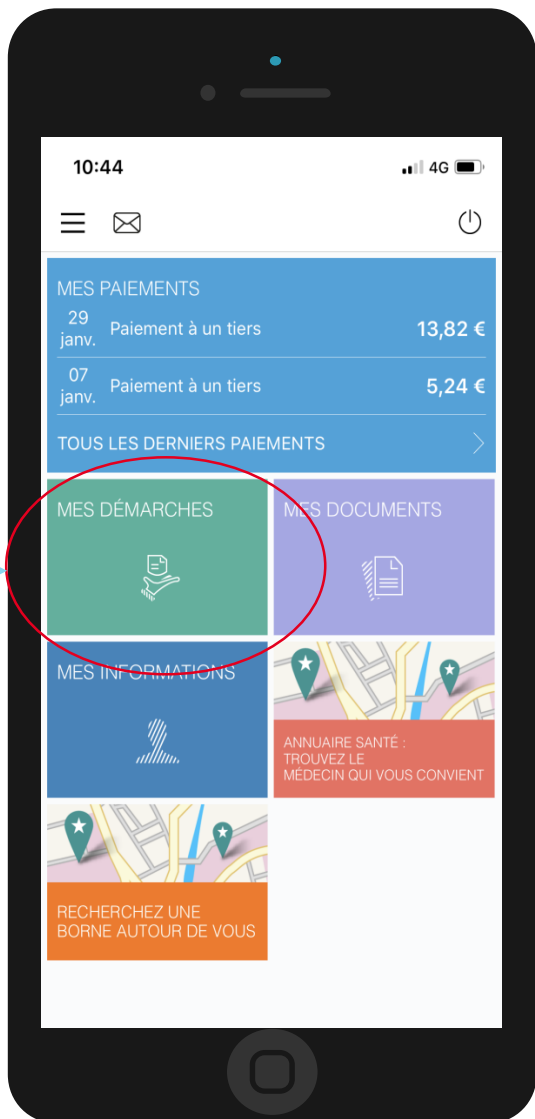 10:44
4G
MES PAIEMENTS
29
janv.
Paiement à un tiers
13,82 €
07
janv.
Paiement à un tiers
5,24 €
TOUS LES DERNIERS PAIEMENTS
MES DÉMARCHES
MES DOCUMENTS
MES INFORMATIONS
ANNUAIRE SANTÉ :
TROUVEZ LE
MÉDECIN QUI VOUS CONVIENT
RECHERCHEZ UNE
BORNE AUTOUR DE VOUS